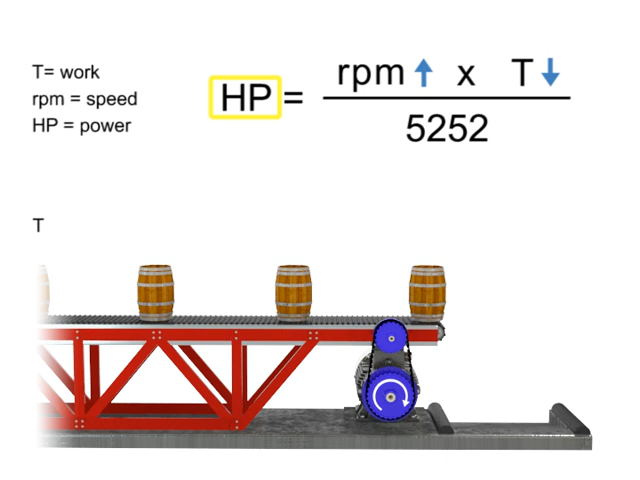 T= work
rpm = speed
HP = power
HP = rpm ↑ x T ↓
5252
T